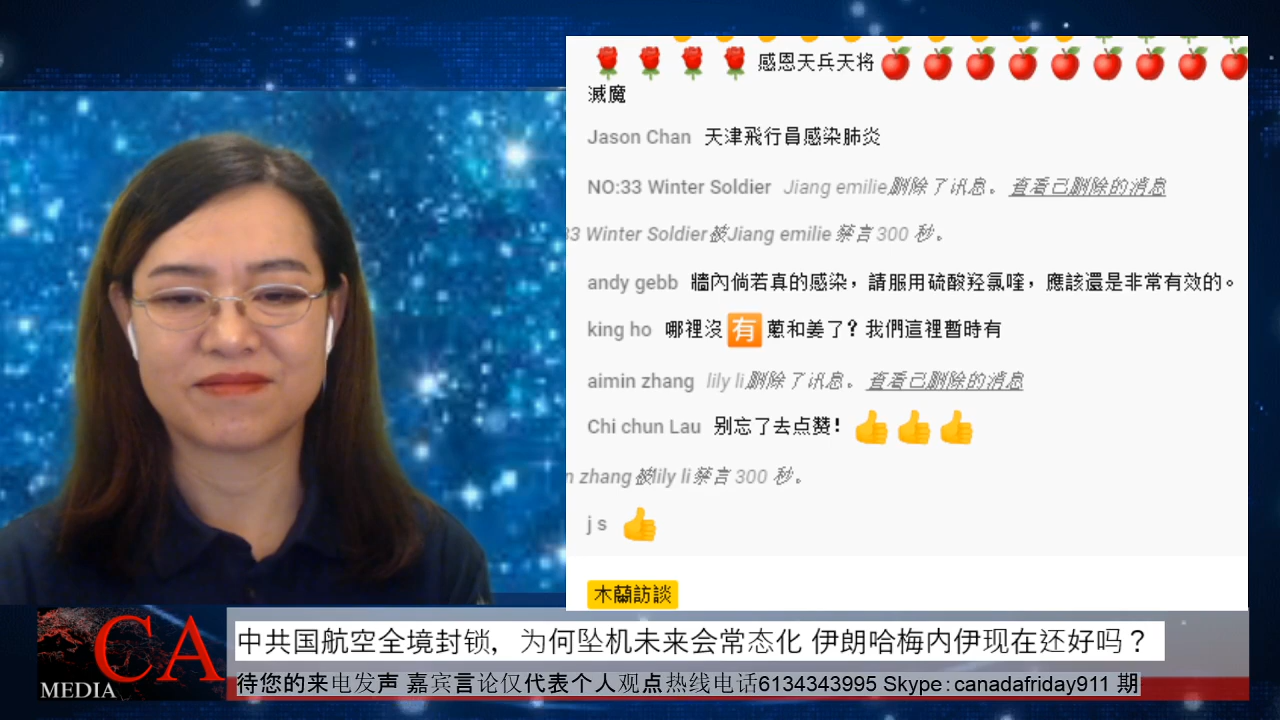 感恩天兵天将
滅魔
Jason Chan 天津飛行員感染肺炎
NO:33 Winter Soldier Jiang emilie删除了讯息。 查看已删除的消息
33 Winter Soldier被Jiang emilie 禁言 300 秒。
andy gebb 牆內倘若真的感染，請服用硫酸羟氯喹，應該還是非常有效的。
king ho 哪裡沒有蔥和姜了？我們這裡暫時有
aimin zhang lily li删除了讯息。 查看已删除的消息
Chi chun Lau 别忘了去点赞！
n zhang被lily li禁言 300 秒。
j s
木蘭訪談
CA
MEDIA
中共国航空全境封锁，为何坠机未来会常态化 伊朗哈梅内伊现在还好吗？
待您的来电发声 嘉宾言论仅代表个人观点热线电话6134343995 Skype:canadafriday911 期